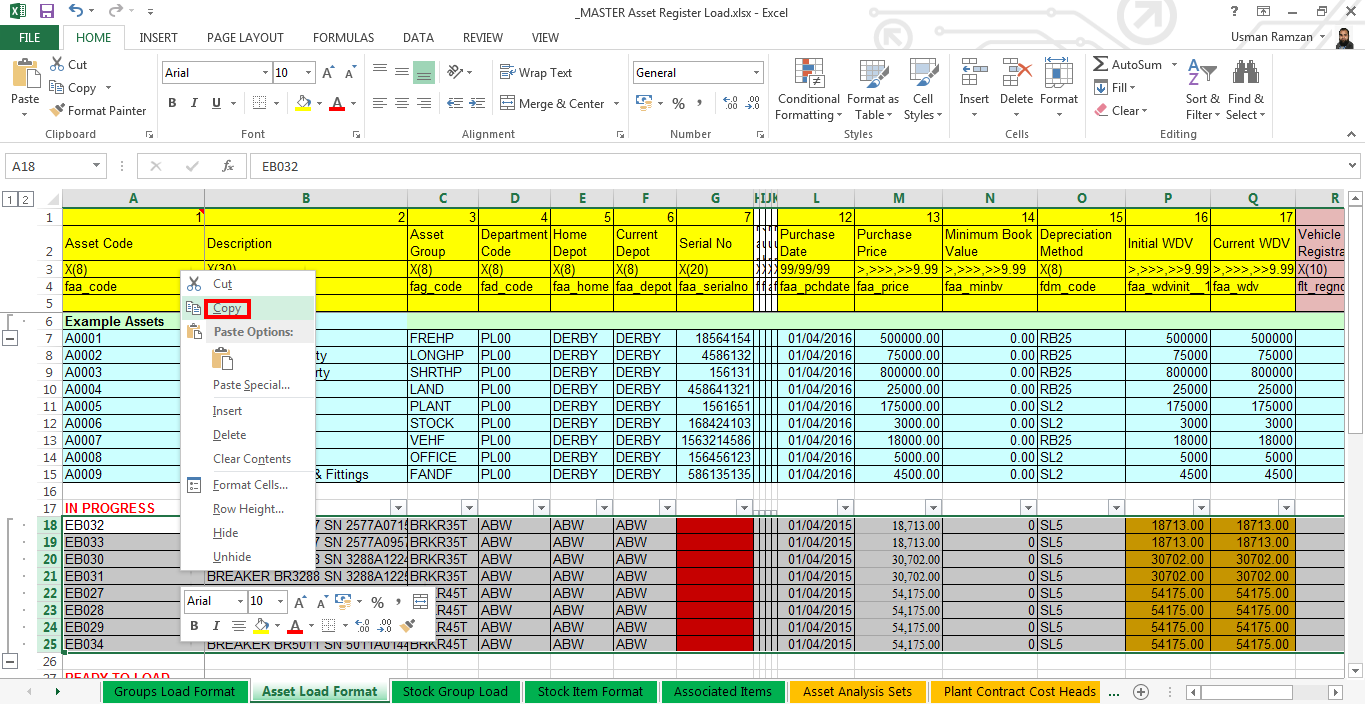 _MASTER Asset Register Load.xlsx - Excel
FILE HOME INSERT PAGE LAYOUT FORMULAS DATA REVIEW VIEW Usman Ramzan
Paste
Cut
Copy
Format Painter
Clipboard
Arial 10
B I U
Font
Wrap Text
Merge & Center
Alignment
General
%
Number
Conditional Formatting
Format as Table
Cell Styles
Styles
Insert
Delete
Format
Cells
AutoSum
Fill
Clear
Sort & Filter
Find & Select
Editing
A18 fx EB032
1 2 A B C D E F G H I J K L M N O P Q R
1 1 2 3 4 5 6 7 12 13 14 15 16 17
2 Asset Code Description Asset Group Department Code Home Depot Current Depot Serial No Purchase Date Purchase Price Minimum Book Value Depreciation Method Initial WDV Current WDV Vehicle Registra
3 X(8) X(30) X(8) X(8) X(8) X(8) X(20) 99/99/99 >,>>>,>>9.99 >,>>>,>>9.99 X(8) >,>>>,>>9.99 >,>>>,>>9.99 X(10)
4 faa_code fag_code fad_code faa_home faa_depot faa_serialno faa_pchdate faa_price faa_minbv fdm_code faa_wdvinit__1 faa_wdv flt_regno
5
6 Example Assets
7 A0001 FREHP PL00 DERBY DERBY 18564154 01/04/2016 500000.00 0.00 RB25 500000 500000
8 A0002 ty LONGHP PL00 DERBY DERBY 4586132 01/04/2016 75000.00 0.00 RB25 75000 75000
9 A0003 rty SHRTHP PL00 DERBY DERBY 156131 01/04/2016 800000.00 0.00 RB25 800000 800000
10 A0004 LAND PL00 DERBY DERBY 458641321 01/04/2016 25000.00 0.00 RB25 25000 25000
11 A0005 PLANT PL00 DERBY DERBY 1561651 01/04/2016 175000.00 0.00 SL2 175000 175000
12 A0006 STOCK PL00 DERBY DERBY 168424103 01/04/2016 3000.00 0.00 SL2 3000 3000
13 A0007 VEHF PL00 DERBY DERBY 1563214586 01/04/2016 18000.00 0.00 RB25 18000 18000
14 A0008 OFFICE PL00 DERBY DERBY 156456123 01/04/2016 5000.00 0.00 SL2 5000 5000
15 A0009 & Fittings FANDF PL00 DERBY DERBY 586135135 01/04/2016 4500.00 0.00 SL2 4500 4500
16
17 IN PROGRESS
18 EB032 7 SN 2577A0715 BRKR35T ABW ABW ABW 01/04/2015 18,713.00 0 SL5 18713.00 18713.00
19 EB033 7 SN 2577A0957 BRKR35T ABW ABW ABW 01/04/2015 18,713.00 0 SL5 18713.00 18713.00
20 EB030 8 SN 3288A1224 BRKR35T ABW ABW ABW 01/04/2015 30,702.00 0 SL5 30702.00 30702.00
21 EB031 BREAKER BR3288 SN 3288A1225 BRKR35T ABW ABW ABW 01/04/2015 30,702.00 0 SL5 30702.00 30702.00
22 EB027 KR45T ABW ABW ABW 01/04/2015 54,175.00 0 SL5 54175.00 54175.00
23 EB028 KR45T ABW ABW ABW 01/04/2015 54,175.00 0 SL5 54175.00 54175.00
24 EB029 KR45T ABW ABW ABW 01/04/2015 54,175.00 0 SL5 54175.00 54175.00
25 EB034 BREAKER BR5011 SN 5011A0144 BRKR45T ABW ABW ABW 01/04/2015 54,175.00 0 SL5 54175.00 54175.00
26
27 READY TO LOAD
Cut
Copy
Paste Options:
Paste Special...
Insert
Delete
Clear Contents
Format Cells...
Row Height...
Hide
Unhide
Arial 10 %
B I
Groups Load Format Asset Load Format Stock Group Load Stock Item Format Associated Items Asset Analysis Sets Plant Contract Cost Heads ...